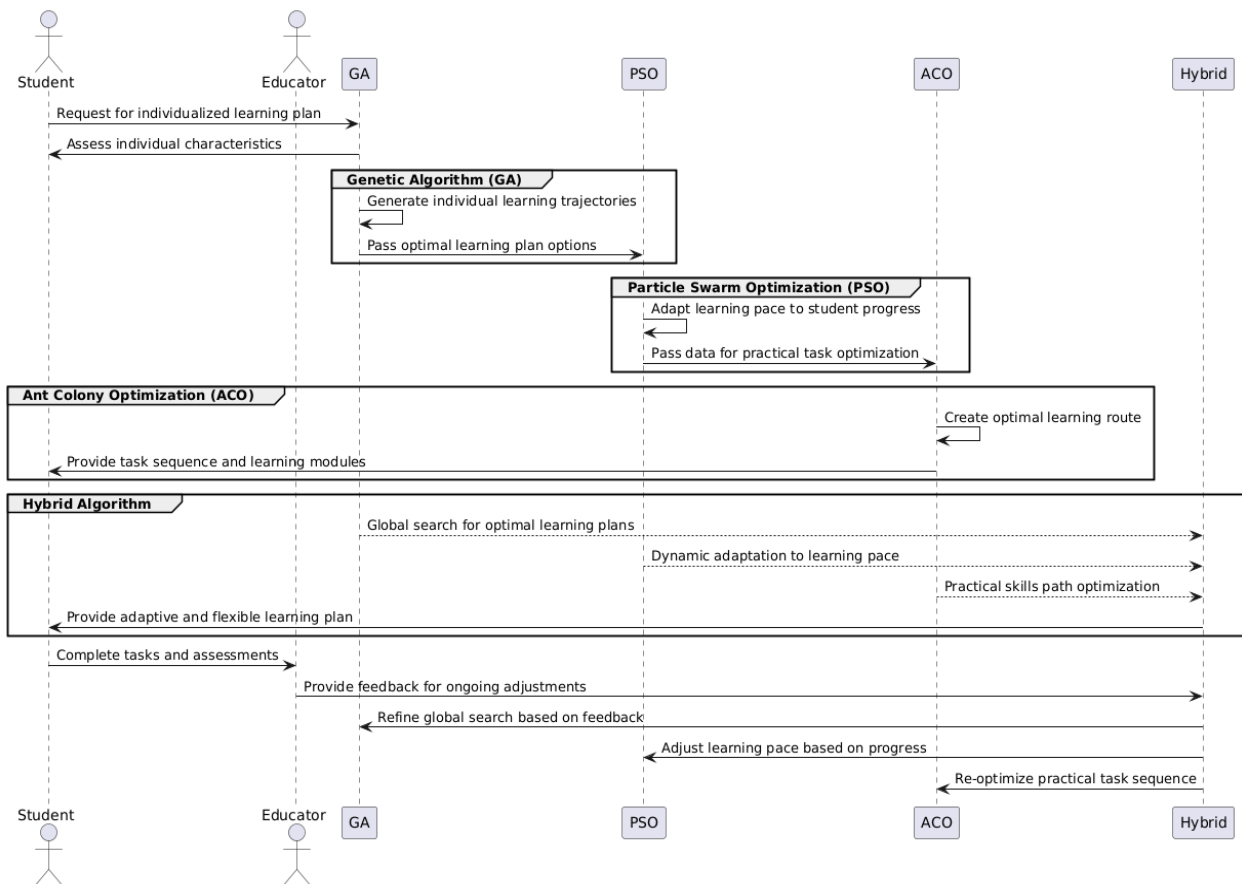 Student
Educator
GA
PSO
ACO
Hybrid
Request for individualized learning plan
Assess individual characteristics
Genetic Algorithm (GA)
Generate individual learning trajectories
Pass optimal learning plan options
Particle Swarm Optimization (PSO)
Adapt learning pace to student progress
Pass data for practical task optimization
Ant Colony Optimization (ACO)
Create optimal learning route
Provide task sequence and learning modules
Hybrid Algorithm
Global search for optimal learning plans
Dynamic adaptation to learning pace
Practical skills path optimization
Provide adaptive and flexible learning plan
Complete tasks and assessments
Provide feedback for ongoing adjustments
Refine global search based on feedback
Adjust learning pace based on progress
Re-optimize practical task sequence
Student
Educator
GA
PSO
ACO
Hybrid